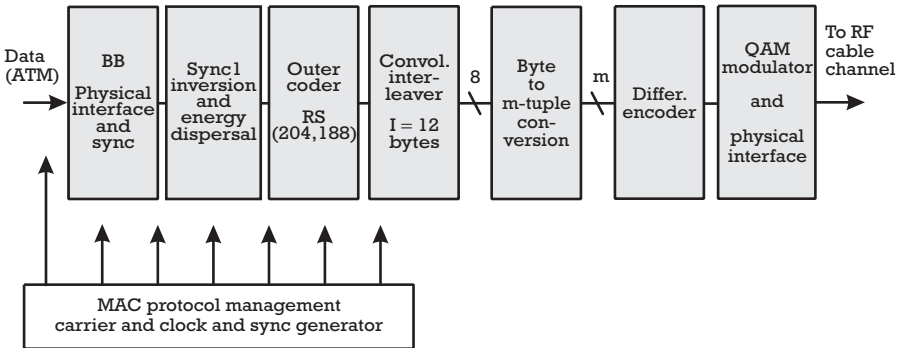 Data
(ATM)
BB
Physical
interface
and
sync
Sync1
inversion
and
energy
dispersal
Outer
coder
RS
(204,188)
Convol.
inter-
leaver
I = 12
bytes
8
Byte
to
m-tuple
con-
version
m
Differ.
encoder
QAM
modulator
and
physical
interface
To RF
cable
channel
MAC protocol management
carrier and clock and sync generator